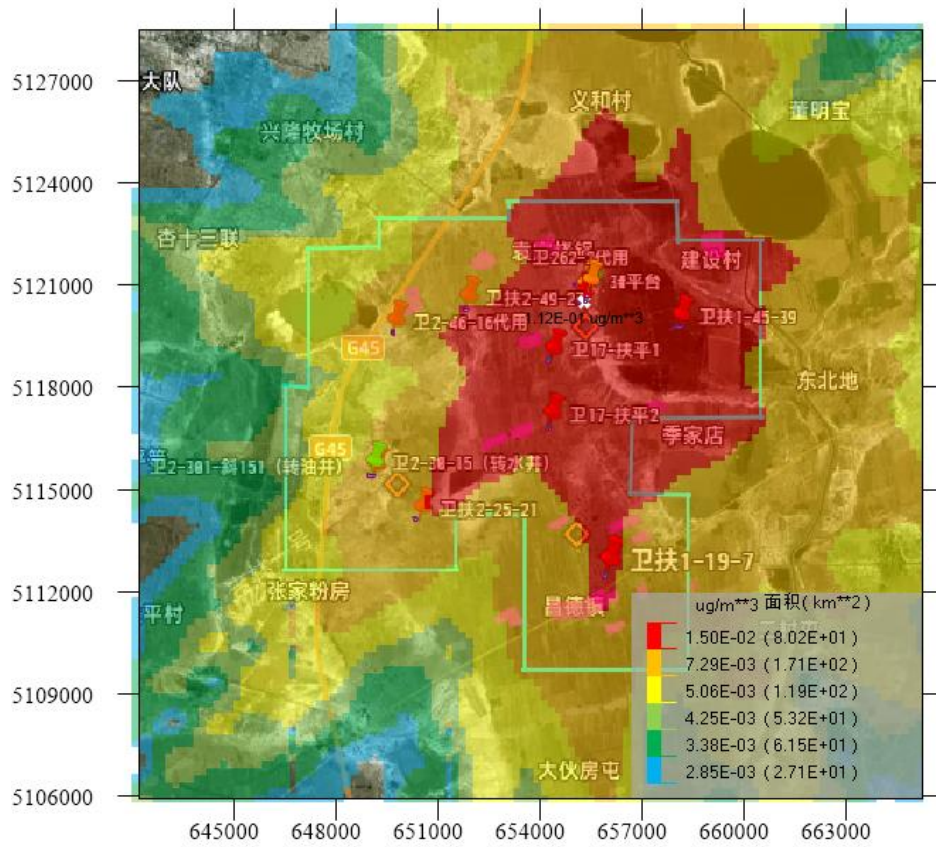 5127000
5124000
5121000
5118000
5115000
5112000
5109000
5106000
645000
648000
651000
654000
657000
660000
663000
大队
兴隆牧场村
义和村
董明宝
杏十三联
建设村
卫262-3代用
3#平台
卫扶2-49-23
卫2-46-16代用
1.12E-01 ug/m**3
卫扶1-45-39
G45
卫17-扶平1
东北地
卫17-扶平2
季家店
G45
卫2-301-斜151（转油井）
卫2-30-15（转水井）
卫扶2-25-21
卫扶1-19-7
张家粉房
昌德镇
平村
大伙房屯
ug/m**3 面积(km**2)
1.50E-02 (8.02E+01)
7.29E-03 (1.71E+02)
5.06E-03 (1.19E+02)
4.25E-03 (5.32E+01)
3.38E-03 (6.15E+01)
2.85E-03 (2.71E+01)